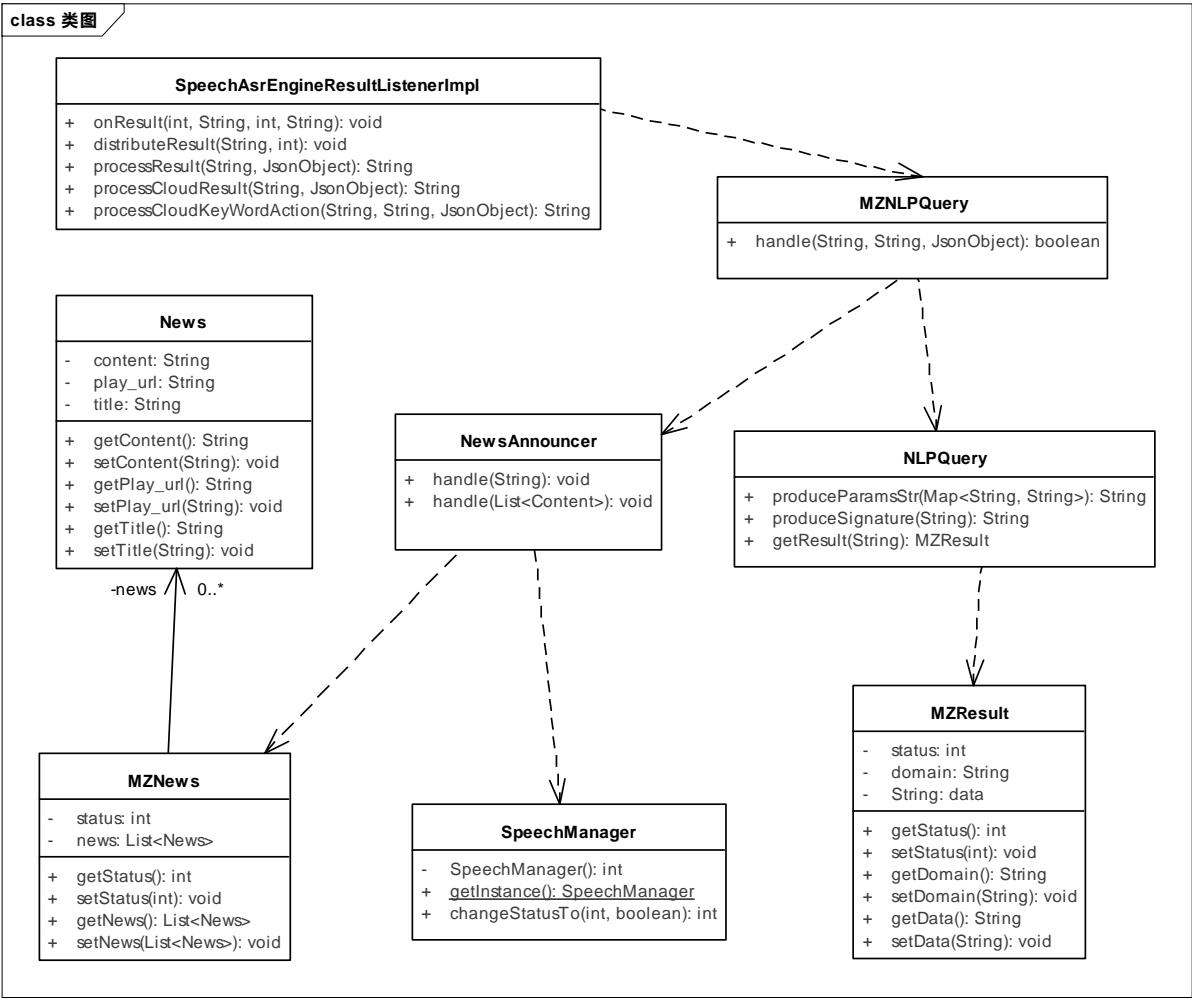 class 类图
SpeechAsrEngineResultListenerImpl
+ onResult(int, String, int, String): void
+ distributeResult(String, int): void
+ processResult(String, JsonObject): String
+ processCloudResult(String, JsonObject): String
+ processCloudKeyWordAction(String, String, JsonObject): String
MZNLPQuery
+ handle(String, String, JsonObject): boolean
News
- content: String
- play_url: String
- title: String
+ getContent(): String
+ setContent(String): void
+ getPlay_url(): String
+ setPlay_url(String): void
+ getTitle(): String
+ setTitle(String): void
NewsAnnouncer
+ handle(String): void
+ handle(List<Content>): void
NLPQuery
+ produceParamsStr(Map<String, String>): String
+ produceSignature(String): String
+ getResult(String): MZResult
-news 0..*
MZNews
- status: int
- news: List<News>
+ getStatus(): int
+ setStatus(int): void
+ getNews(): List<News>
+ setNews(List<News>): void
SpeechManager
- SpeechManager(): int
+ getInstance(): SpeechManager
+ changeStatusTo(int, boolean): int
MZResult
- status: int
- domain: String
- String: data
+ getStatus(): int
+ setStatus(int): void
+ getDomain(): String
+ setDomain(String): void
+ getData(): String
+ setData(String): void